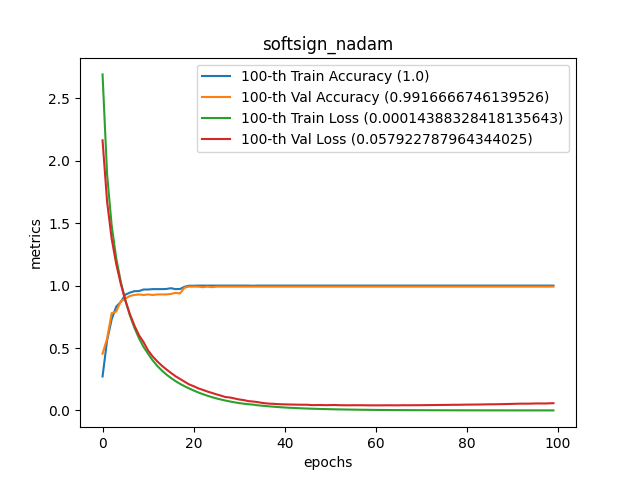 softsign_nadam
100-th Train Accuracy (1.0)
100-th Val Accuracy (0.9916666746139526)
100-th Train Loss (0.00014388328418135643)
100-th Val Loss (0.057922787964344025)
metrics
2.5
2.0
1.5
1.0
0.5
0.0
0 20 40 60 80 100
epochs